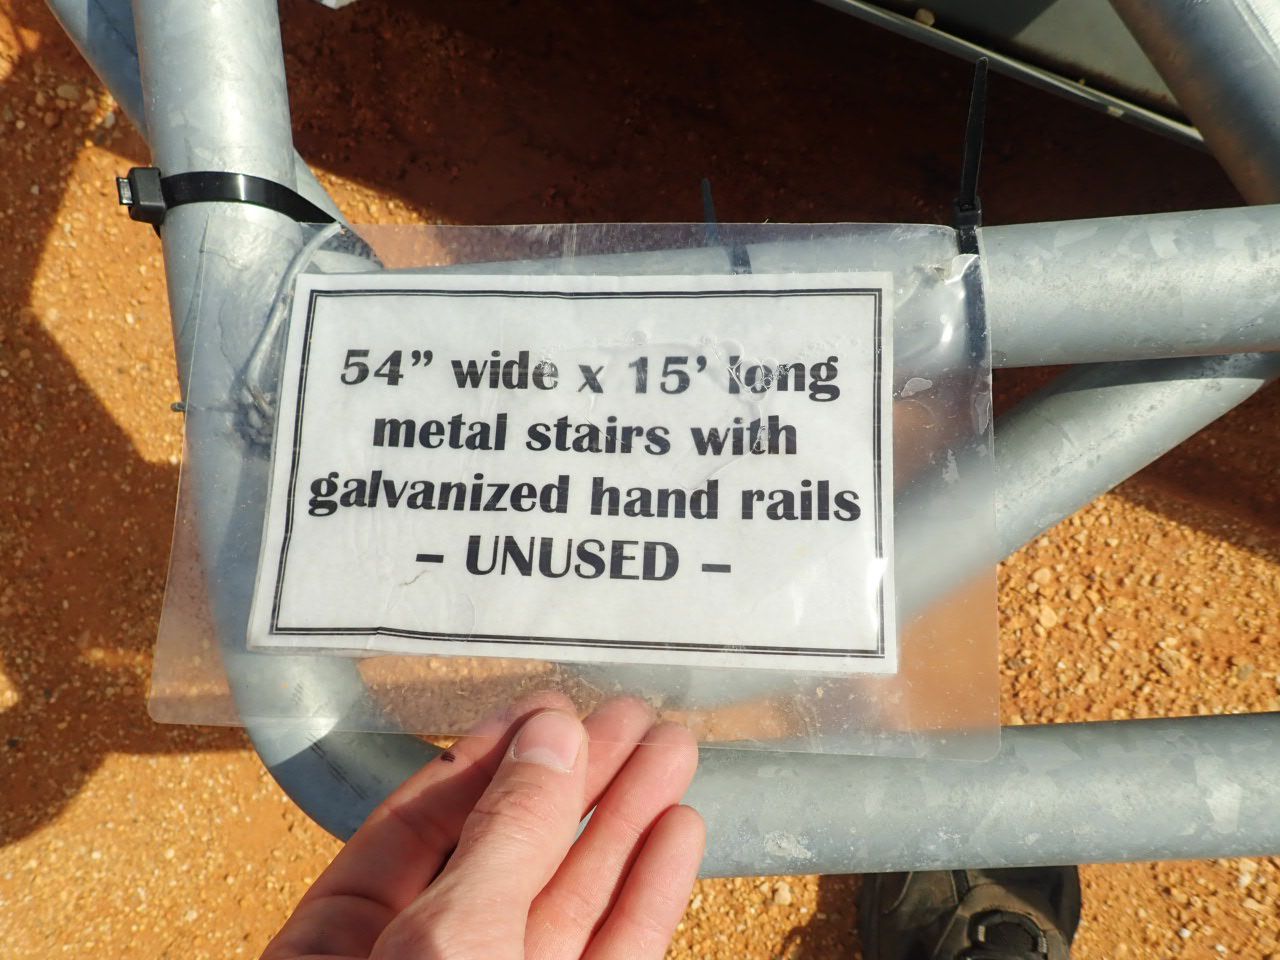 54” wide x 15’ long
metal stairs with
galvanized hand rails
– UNUSED –